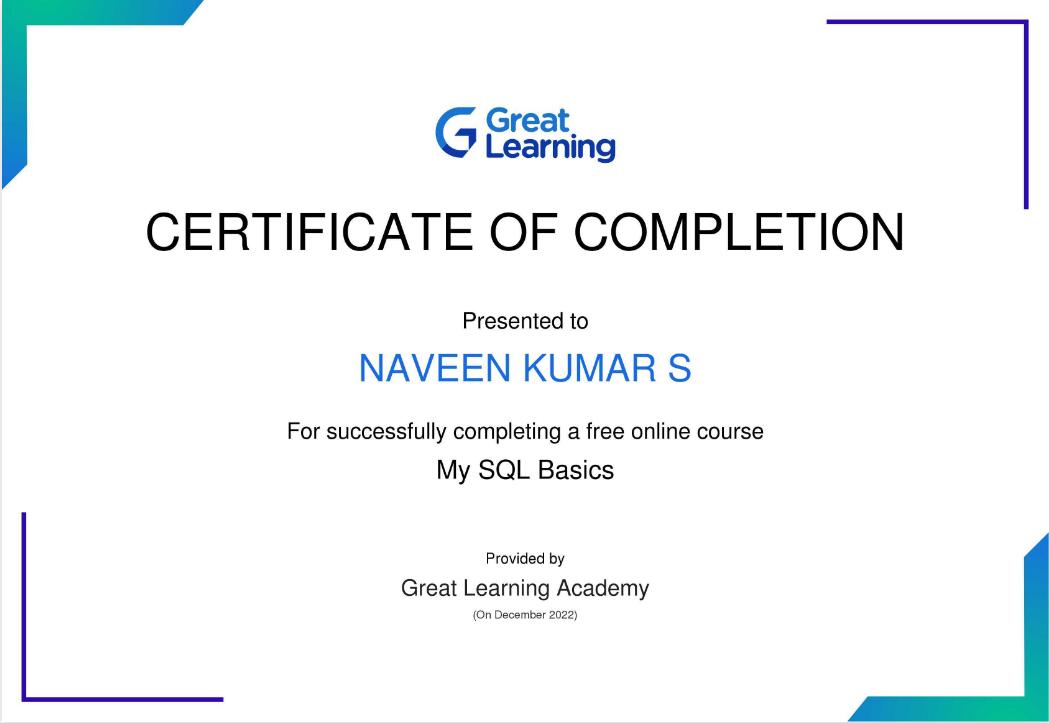 Great
Learning
CERTIFICATE OF COMPLETION
Presented to
NAVEEN KUMAR S
For successfully completing a free online course
My SQL Basics
Provided by
Great Learning Academy
(On December 2022)